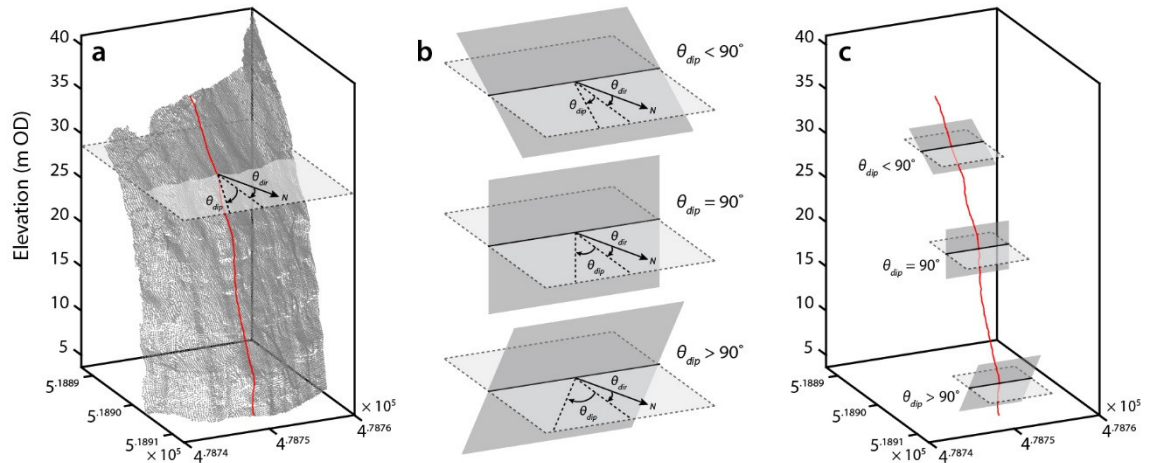 a
Elevation (m OD)
40
35
30
25
20
15
10
5
θdir
θdip
N
5.1889
5.1890
5.1891
× 10⁵
4.7874
4.7875
4.7876
× 10⁵
b
θdip < 90°
θdir
θdip
N
θdip = 90°
θdir
θdip
N
θdip > 90°
θdir
θdip
N
c
40
35
30
25
20
15
10
5
θdip < 90°
θdip = 90°
θdip > 90°
5.1889
5.1890
5.1891
× 10⁵
4.7874
4.7875
4.7876
× 10⁵